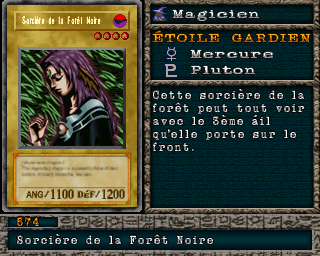 Sorcière de la Forêt Noire
ANG/1100 DéF/1200
Magicien
ÉTOILE GARDIEN
Mercure
Pluton
Cette sorcière de la
forêt peut tout voir
avec le 3ème áil
qu'elle porte sur le
front.
574
Sorcière de la Forêt Noire